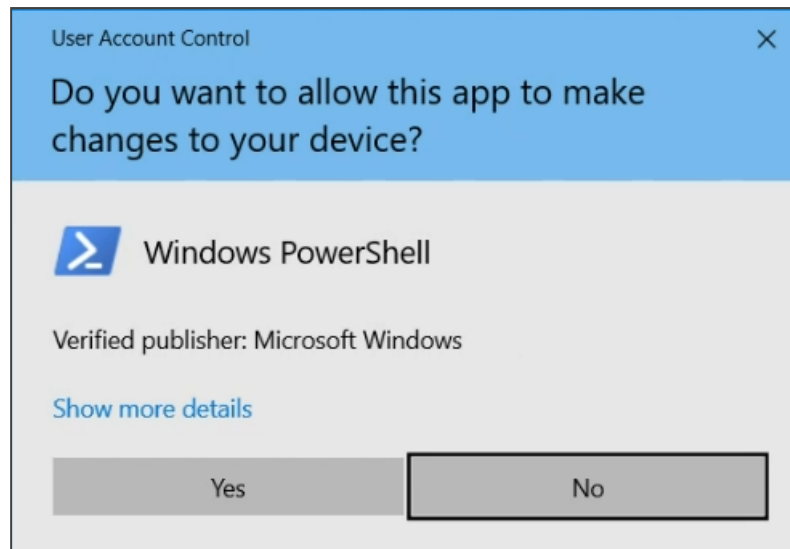 User Account Control
Do you want to allow this app to make
changes to your device?
Windows PowerShell
Verified publisher: Microsoft Windows
Show more details
Yes
No